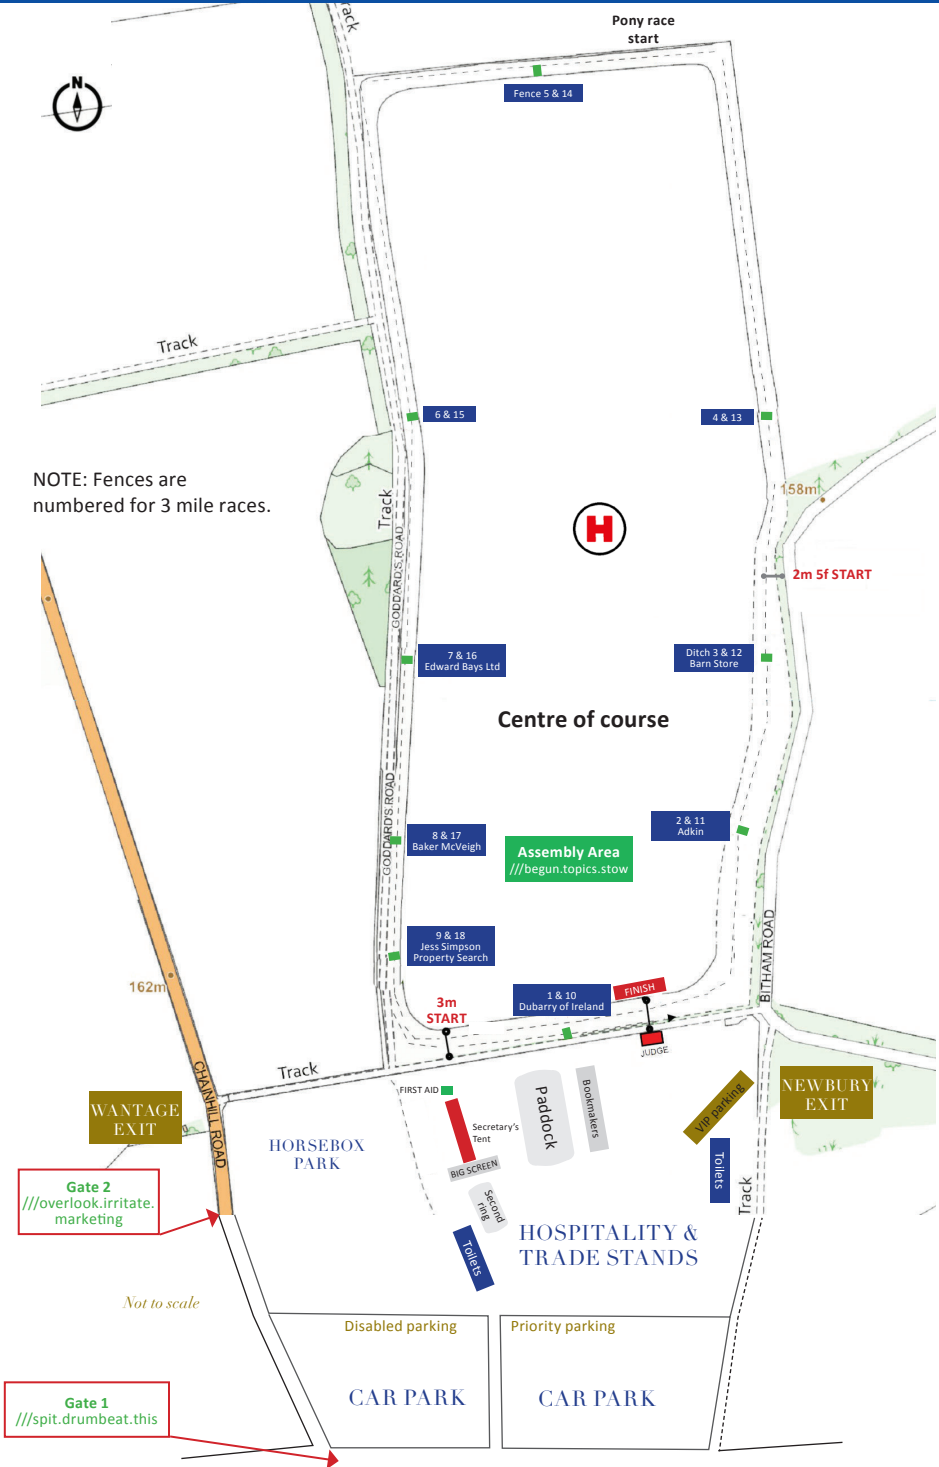 Track
Pony race
start
N
Fence 5 & 14
Track
6 & 15
4 & 13
NOTE: Fences are
numbered for 3 mile races.
Track
158m
H
GODDARD'S ROAD
2m 5f START
7 & 16
Edward Bays Ltd
Ditch 3 & 12
Barn Store
Centre of course
GODDARD'S ROAD
8 & 17
Baker McVeigh
2 & 11
Adkin
Assembly Area
///begun.topics.stow
9 & 18
Jess Simpson
Property Search
BITHAM ROAD
162m
3m
START
1 & 10
Dubarry of Ireland
FINISH
JUDGE
Track
CHAINHILL ROAD
FIRST AID
Paddock
Bookmakers
VIP parking
NEWBURY
EXIT
WANTAGE
EXIT
Secretary's
Tent
HORSEBOX
PARK
BIG SCREEN
Toilets
Track
Gate 2
///overlook.irritate.
marketing
Second
ring
Toilets
HOSPITALITY &
TRADE STANDS
Not to scale
Disabled parking
Priority parking
CAR PARK
CAR PARK
Gate 1
///spit.drumbeat.this